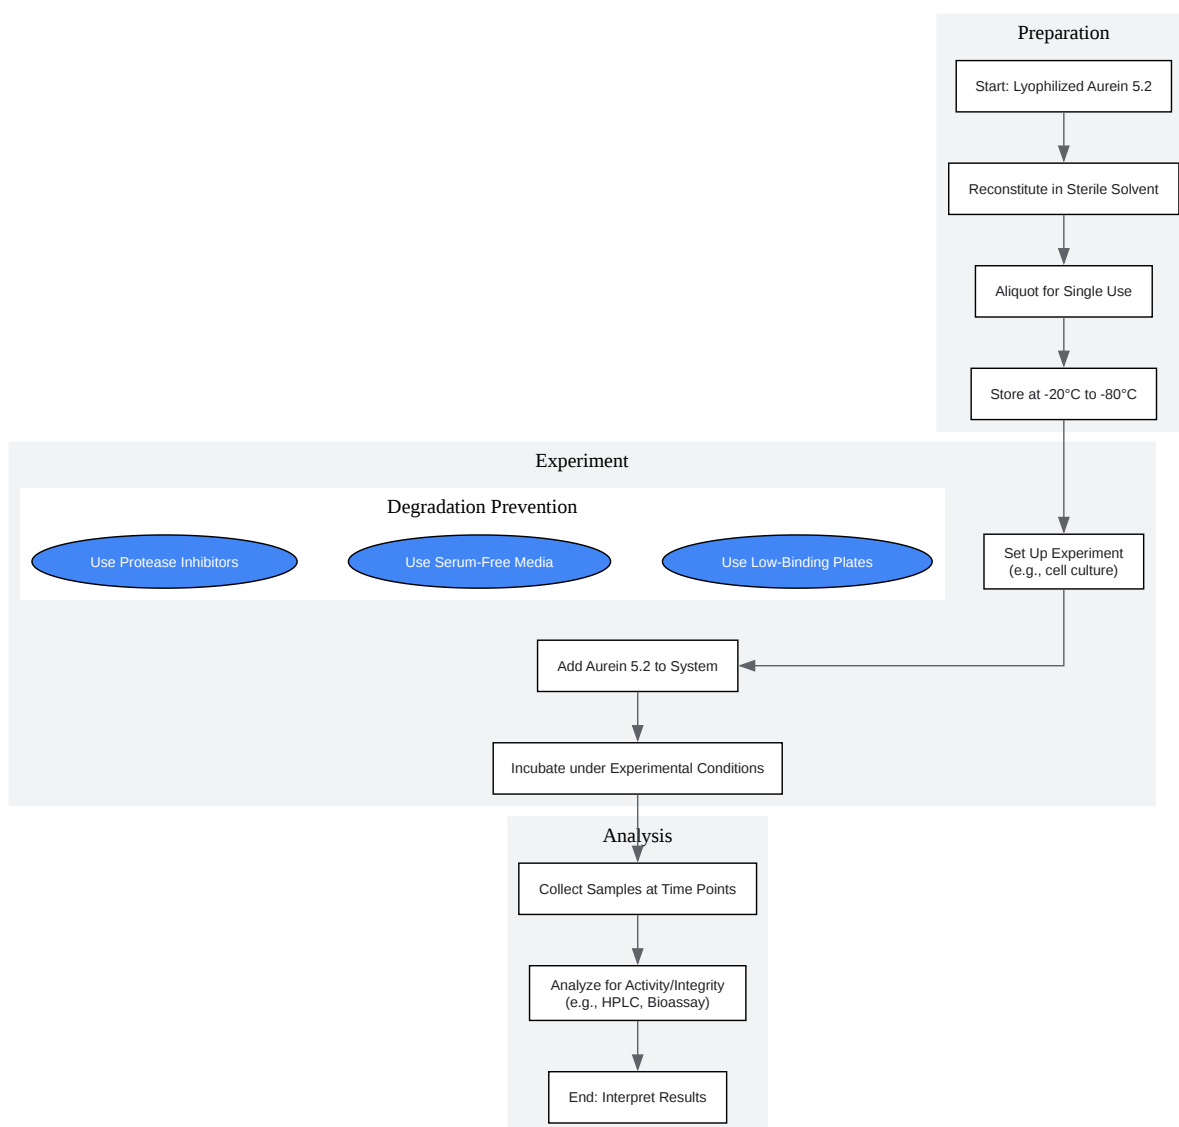 Preparation
Start: Lyophilized Aurein 5.2
Reconstitute in Sterile Solvent
Aliquot for Single Use
Store at -20°C to -80°C
Experiment
Degradation Prevention
Use Protease Inhibitors
Use Serum-Free Media
Use Low-Binding Plates
Set Up Experiment
(e.g., cell culture)
Add Aurein 5.2 to System
Incubate under Experimental Conditions
Analysis
Collect Samples at Time Points
Analyze for Activity/Integrity
(e.g., HPLC, Bioassay)
End: Interpret Results